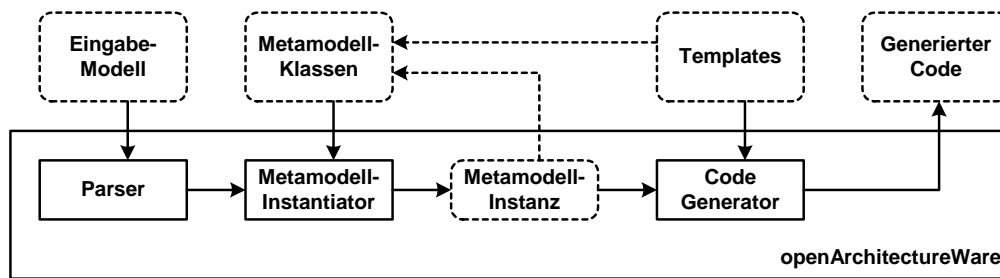 Eingabe-
Modell
Metamodell-
Klassen
Templates
Generierter
Code
Parser
Metamodell-
Instantiator
Metamodell-
Instanz
Code
Generator
openArchitectureWare